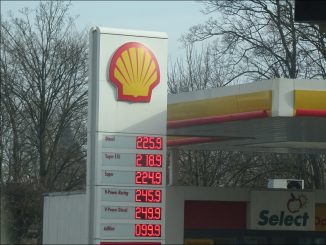 Diesel 225.9
Super E10 218.9
Super 224.9
V-Power Racing 245.9
V-Power Diesel 249.9
AdBlue 099.9
Select